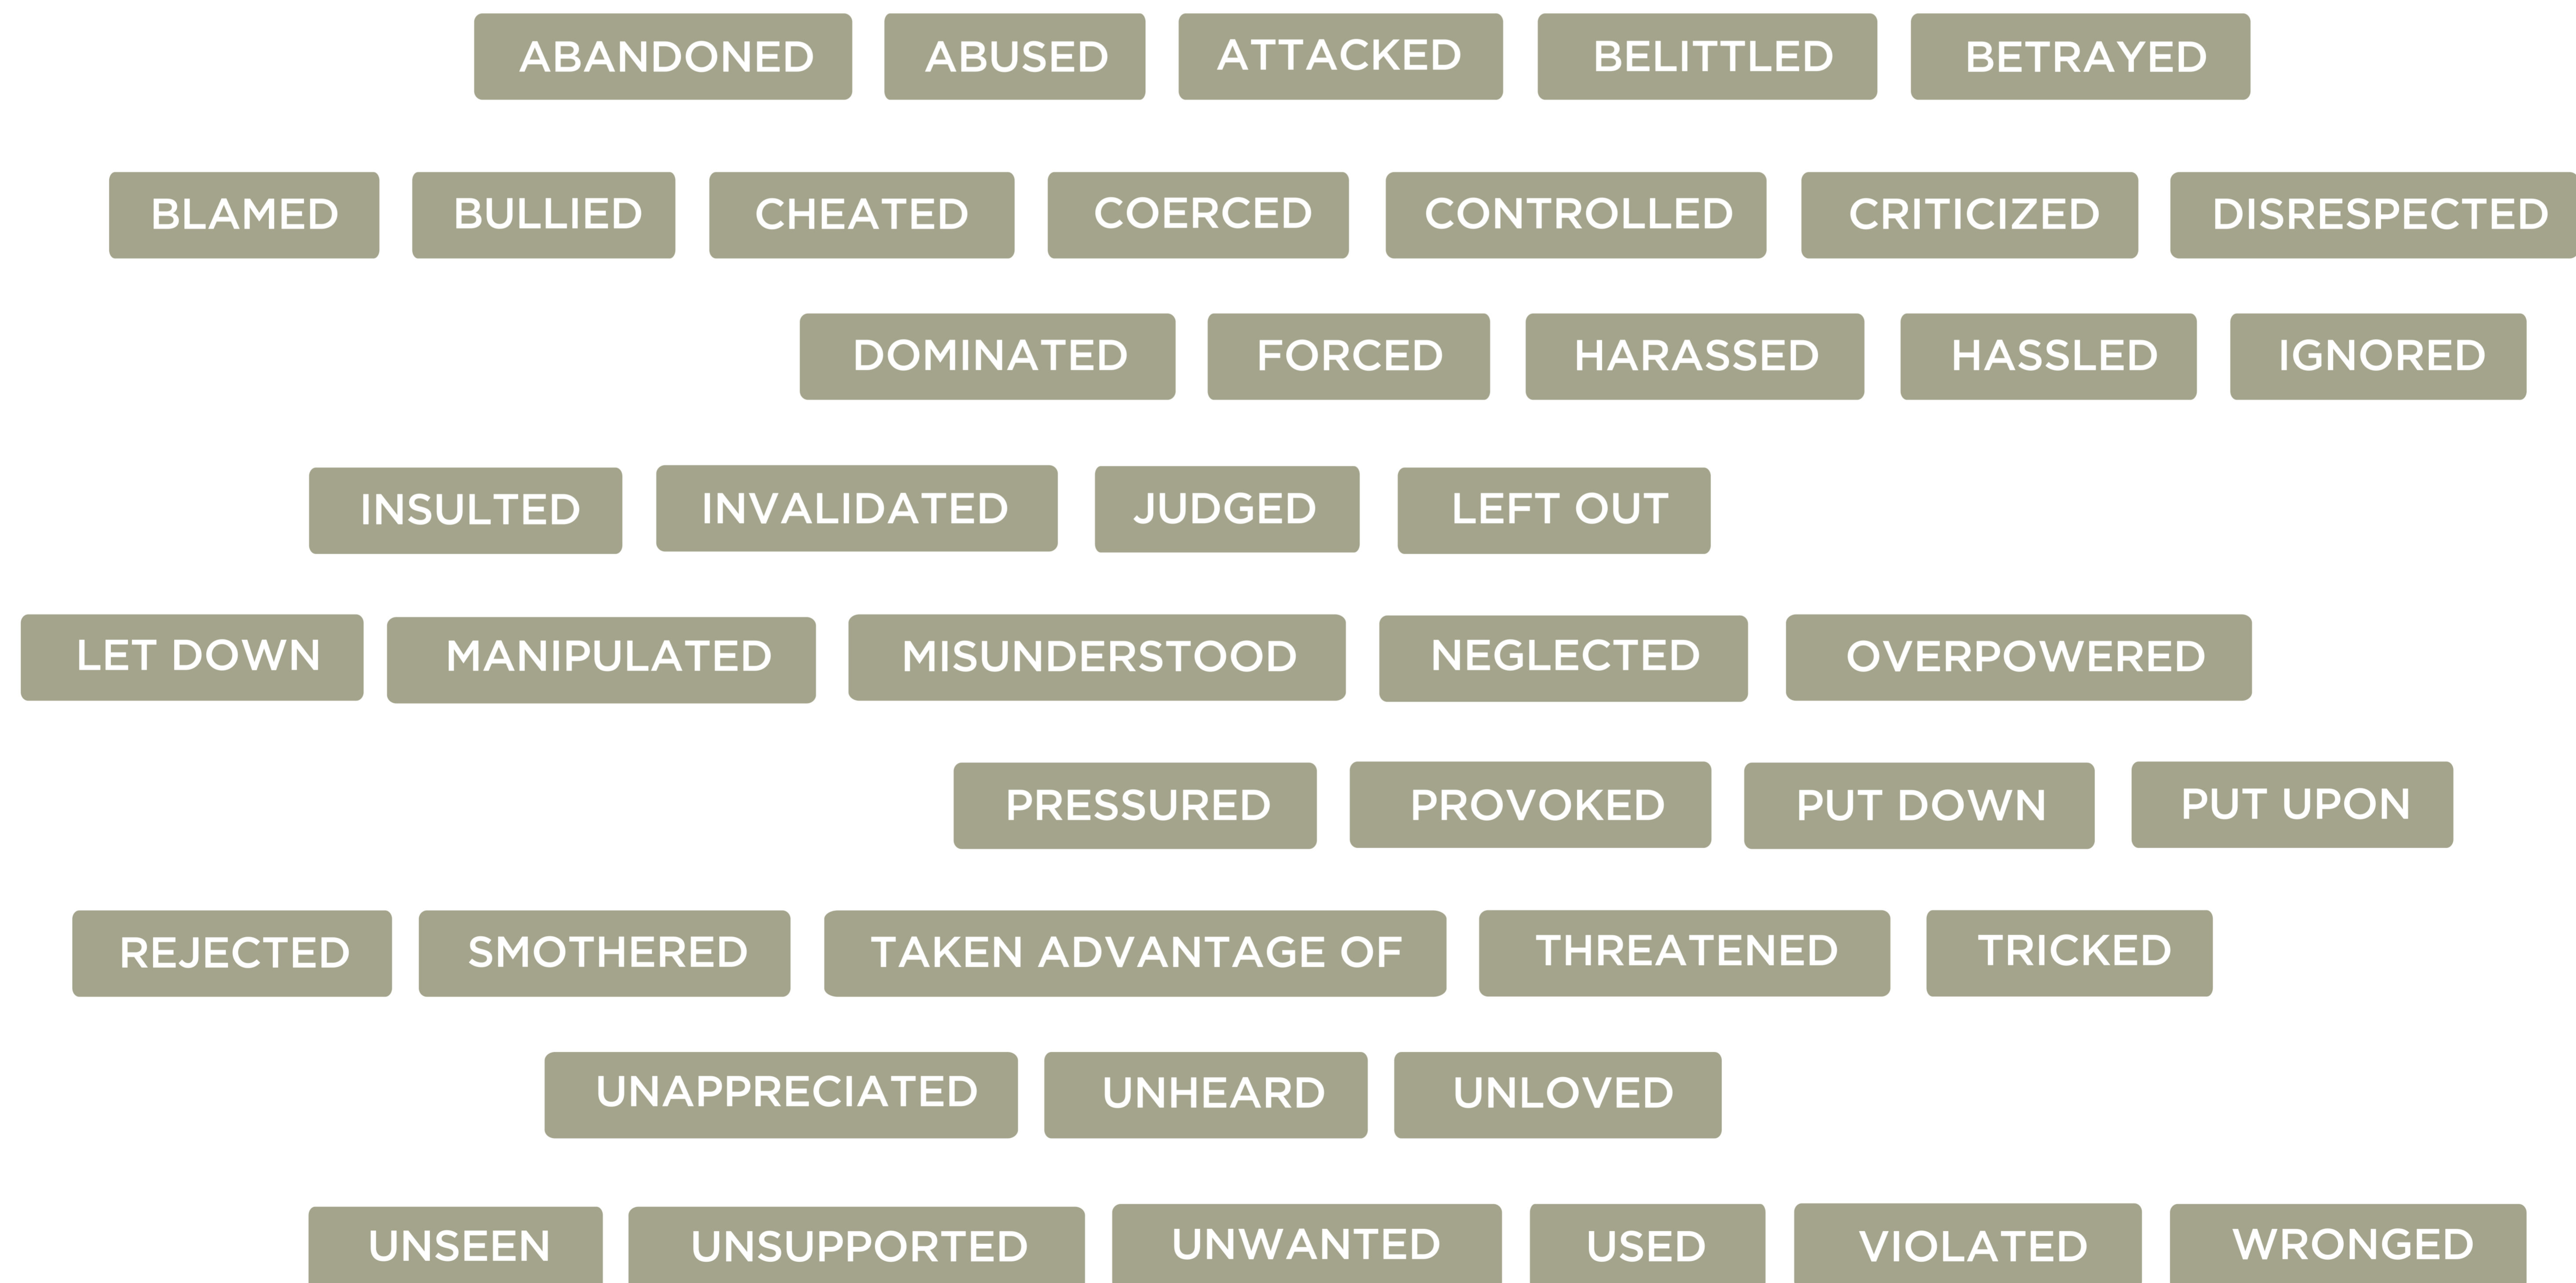 ABANDONED ABUSED ATTACKED BELITTLED BETRAYED
BLAMED BULLIED CHEATED COERCED CONTROLLED CRITICIZED DISRESPECTED
DOMINATED FORCED HARASSED HASSLED IGNORED
INSULTED INVALIDATED JUDGED LEFT OUT
LET DOWN MANIPULATED MISUNDERSTOOD NEGLECTED OVERPOWERED
PRESSURED PROVOKED PUT DOWN PUT UPON
REJECTED SMOTHERED TAKEN ADVANTAGE OF THREATENED TRICKED
UNAPPRECIATED UNHEARD UNLOVED
UNSEEN UNSUPPORTED UNWANTED USED VIOLATED WRONGED